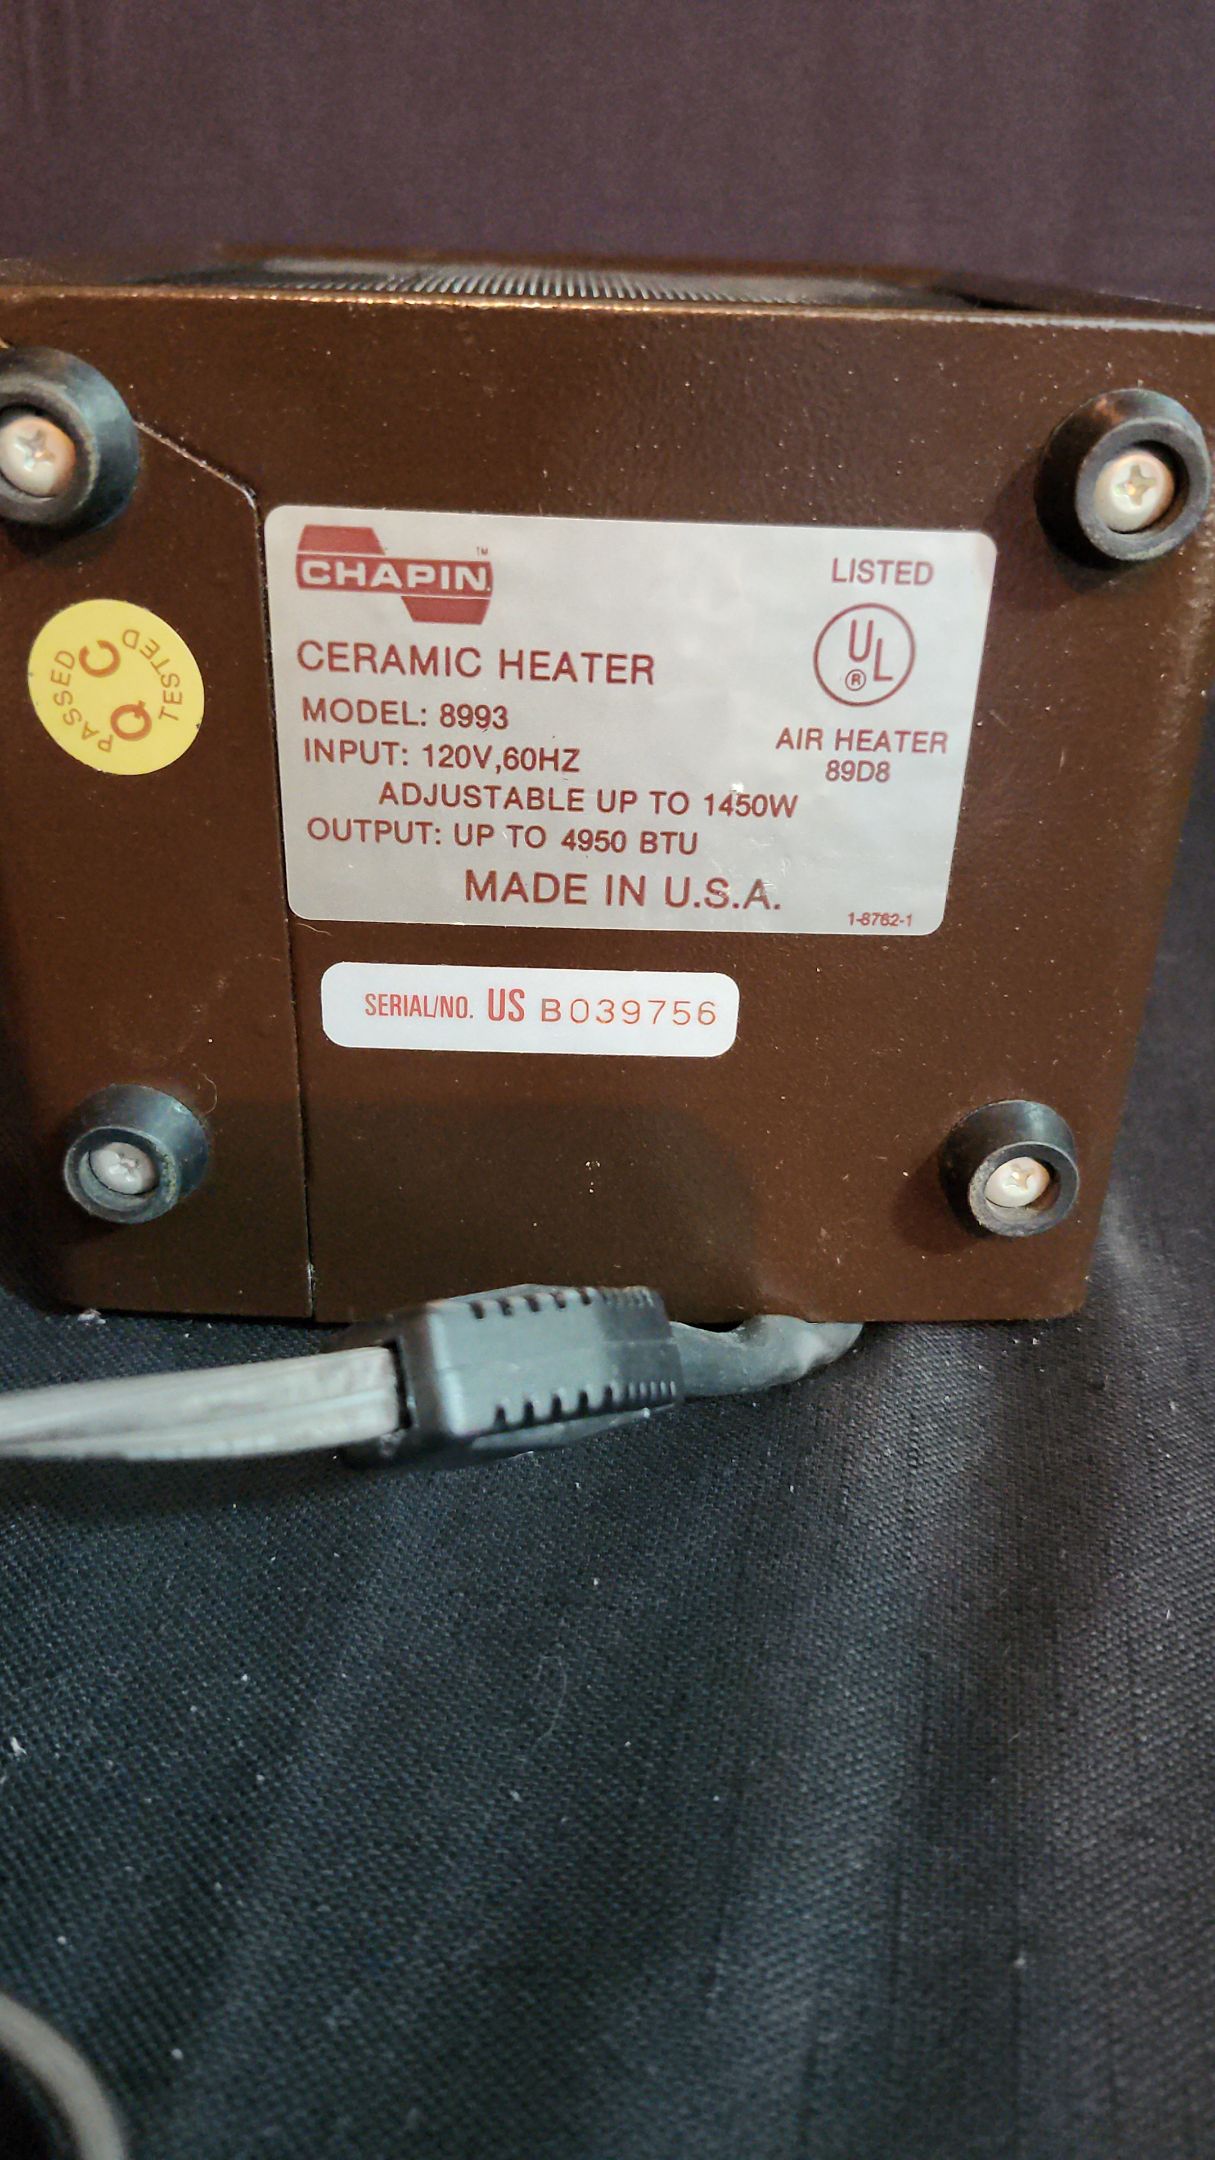 CHAPIN.™
CERAMIC HEATER
MODEL: 8993
INPUT: 120V,60HZ
ADJUSTABLE UP TO 1450W
OUTPUT: UP TO 4950 BTU
MADE IN U.S.A.
LISTED
UL®
AIR HEATER
89D8
1-8762-1
PASSED
QC
TESTED
SERIAL/NO. US B039756